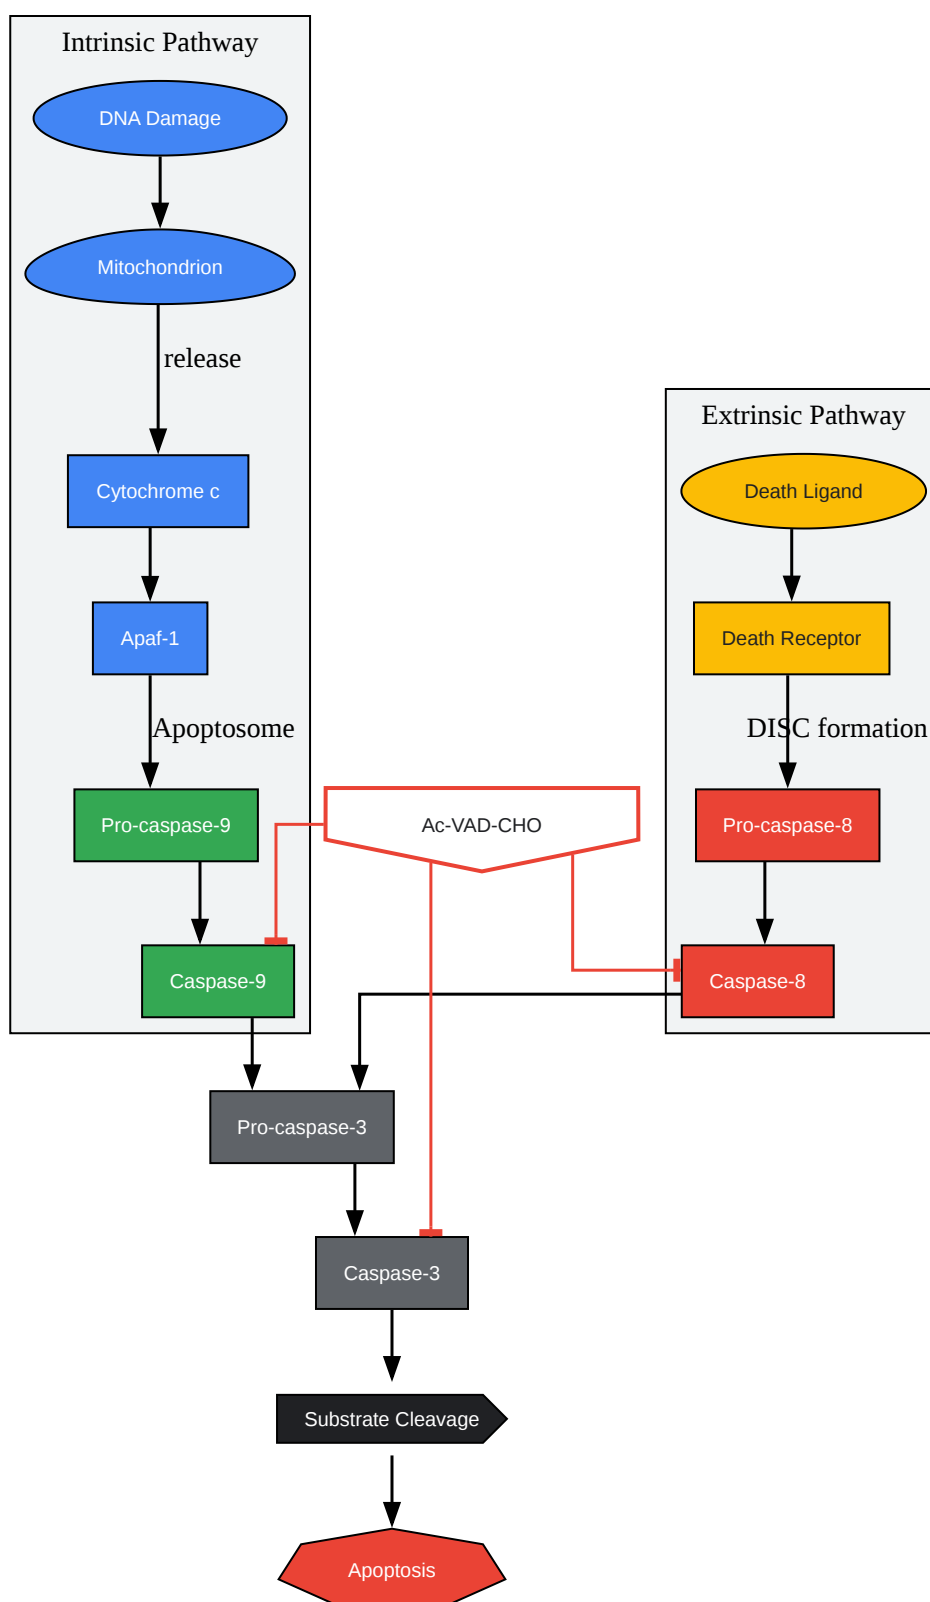 Intrinsic Pathway
DNA Damage
Mitochondrion
release
Cytochrome c
Apaf-1
Apoptosome
Pro-caspase-9
Caspase-9
Extrinsic Pathway
Death Ligand
Death Receptor
DISC formation
Pro-caspase-8
Caspase-8
Ac-VAD-CHO
Pro-caspase-3
Caspase-3
Substrate Cleavage
Apoptosis